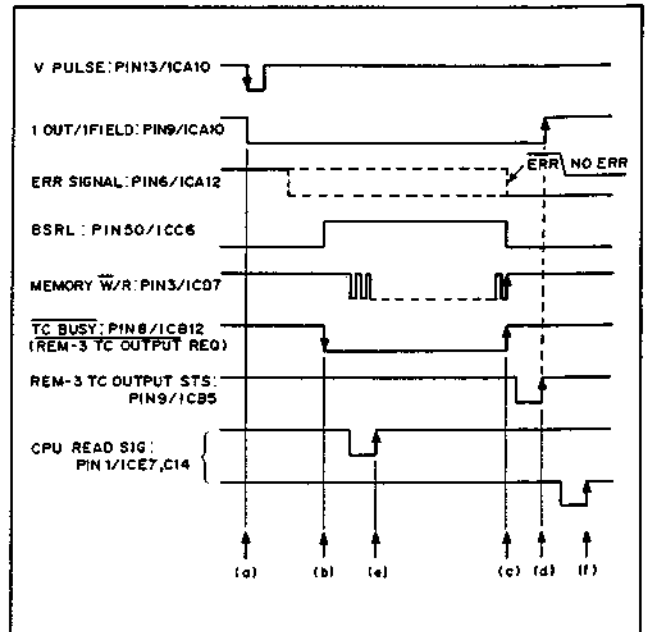 V PULSE: PIN13/ICA10
1 OUT/1FIELD: PIN9/ICA10
ERR NO ERR
ERR SIGNAL: PIN6/ICA12
BSRL : PIN50/ICC6
MEMORY W/R: PIN3/ICD7
TC BUSY: PIN8/ICB12
(REM-3 TC OUTPUT REQ)
REM-3 TC OUTPUT STS:
PIN9/ICB5
CPU READ SIG:
PIN1/ICE7,C14
(a) (b) (e) (c) (d) (f)